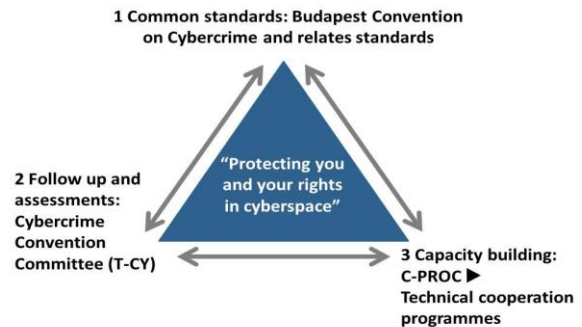 1 Common standards: Budapest Convention
on Cybercrime and relates standards
“Protecting you
and your rights
in cyberspace”
2 Follow up and
assessments:
Cybercrime
Convention
Committee (T-CY)
3 Capacity building:
C-PROC ►
Technical cooperation
programmes